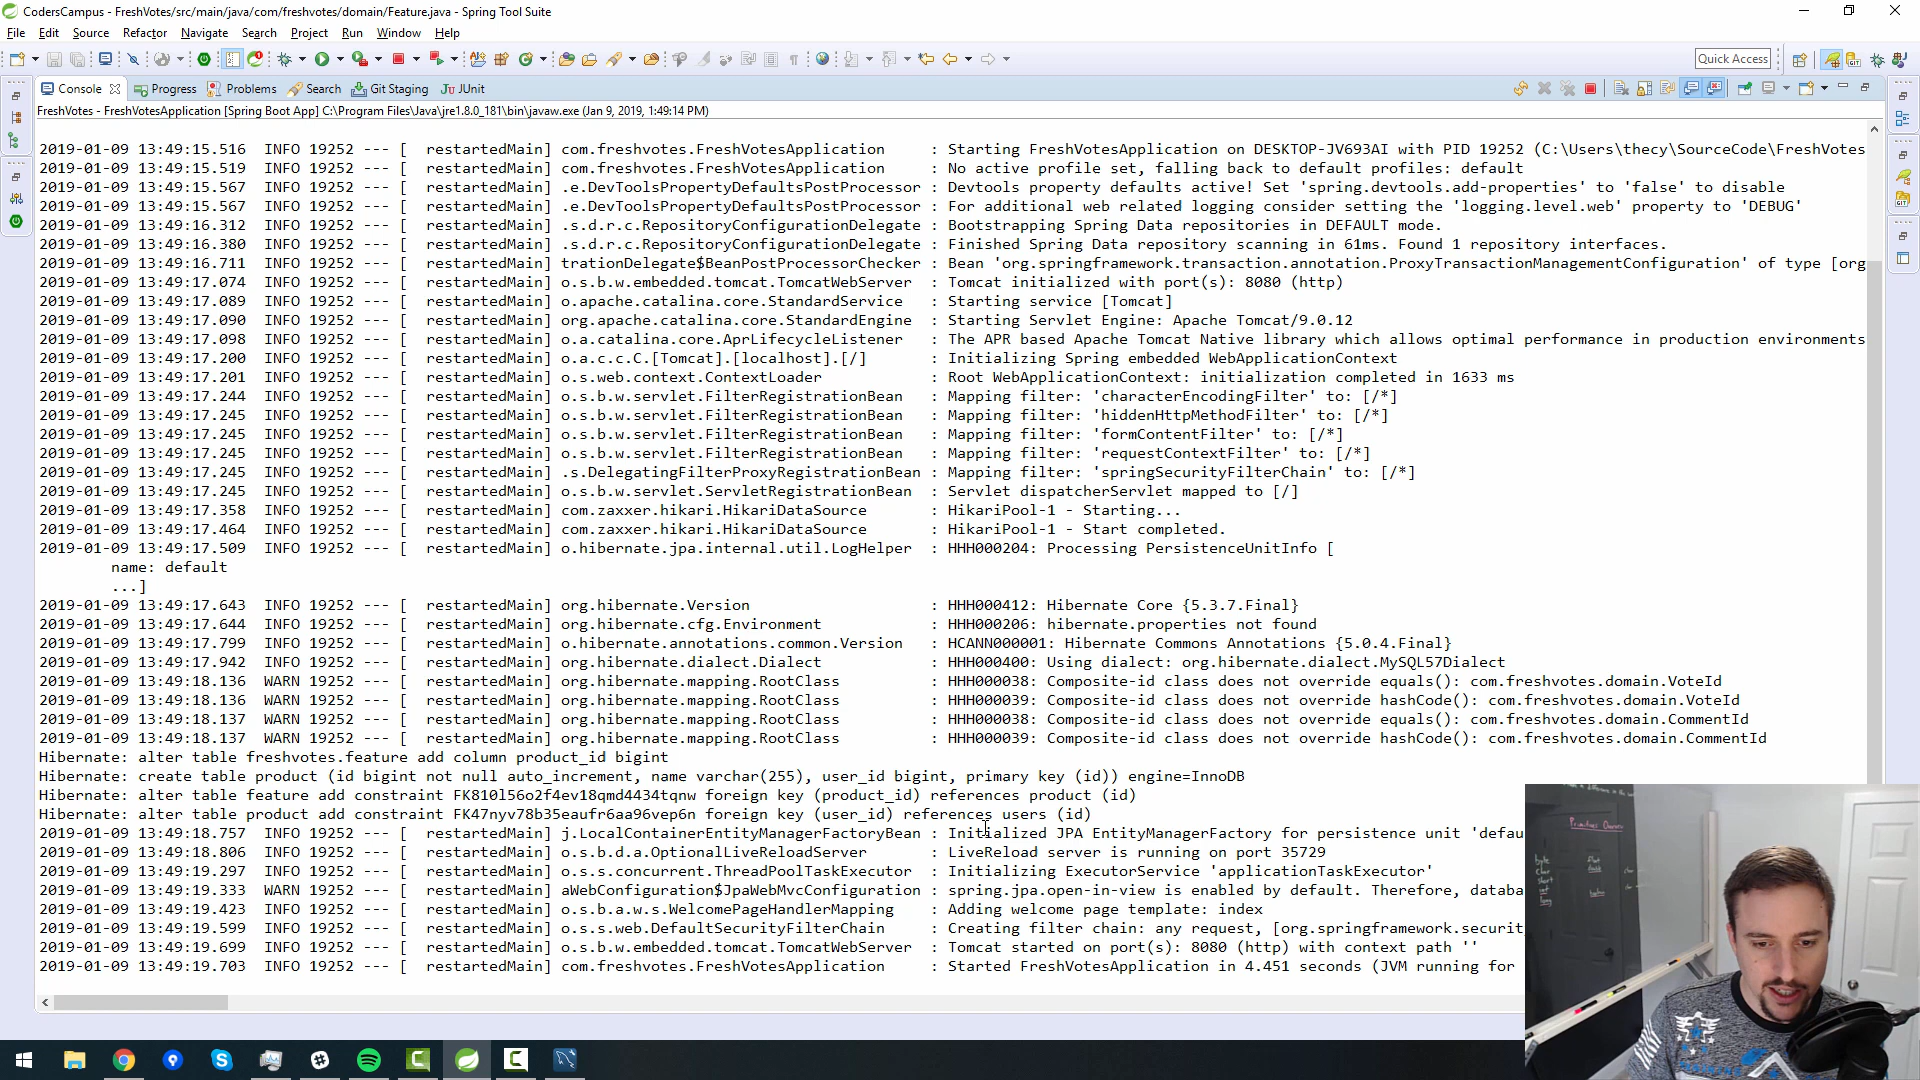 CodersCampus - FreshVotes/src/main/java/com/freshvotes/domain/Feature.java - Spring Tool Suite
File Edit Source Refactor Navigate Search Project Run Window Help
Quick Access
Console Progress Problems Search Git Staging JUnit
FreshVotes - FreshVotesApplication [Spring Boot App] C:\Program Files\Java\jre1.8.0_181\bin\javaw.exe (Jan 9, 2019, 1:49:14 PM)
2019-01-09 13:49:15.516 INFO 19252 --- [ restartedMain] com.freshvotes.FreshVotesApplication : Starting FreshVotesApplication on DESKTOP-JV693AI with PID 19252 (C:\Users\thecy\SourceCode\FreshVotes
2019-01-09 13:49:15.519 INFO 19252 --- [ restartedMain] com.freshvotes.FreshVotesApplication : No active profile set, falling back to default profiles: default
2019-01-09 13:49:15.567 INFO 19252 --- [ restartedMain] .e.DevToolsPropertyDefaultsPostProcessor : Devtools property defaults active! Set 'spring.devtools.add-properties' to 'false' to disable
2019-01-09 13:49:15.567 INFO 19252 --- [ restartedMain] .e.DevToolsPropertyDefaultsPostProcessor : For additional web related logging consider setting the 'logging.level.web' property to 'DEBUG'
2019-01-09 13:49:16.312 INFO 19252 --- [ restartedMain] .s.d.r.c.RepositoryConfigurationDelegate : Bootstrapping Spring Data repositories in DEFAULT mode.
2019-01-09 13:49:16.380 INFO 19252 --- [ restartedMain] .s.d.r.c.RepositoryConfigurationDelegate : Finished Spring Data repository scanning in 61ms. Found 1 repository interfaces.
2019-01-09 13:49:16.711 INFO 19252 --- [ restartedMain] trationDelegate$BeanPostProcessorChecker : Bean 'org.springframework.transaction.annotation.ProxyTransactionManagementConfiguration' of type [org
2019-01-09 13:49:17.074 INFO 19252 --- [ restartedMain] o.s.b.w.embedded.tomcat.TomcatWebServer : Tomcat initialized with port(s): 8080 (http)
2019-01-09 13:49:17.089 INFO 19252 --- [ restartedMain] o.apache.catalina.core.StandardService : Starting service [Tomcat]
2019-01-09 13:49:17.090 INFO 19252 --- [ restartedMain] org.apache.catalina.core.StandardEngine : Starting Servlet Engine: Apache Tomcat/9.0.12
2019-01-09 13:49:17.098 INFO 19252 --- [ restartedMain] o.a.catalina.core.AprLifecycleListener : The APR based Apache Tomcat Native library which allows optimal performance in production environments
2019-01-09 13:49:17.200 INFO 19252 --- [ restartedMain] o.a.c.c.C.[Tomcat].[localhost].[/] : Initializing Spring embedded WebApplicationContext
2019-01-09 13:49:17.201 INFO 19252 --- [ restartedMain] o.s.web.context.ContextLoader : Root WebApplicationContext: initialization completed in 1633 ms
2019-01-09 13:49:17.244 INFO 19252 --- [ restartedMain] o.s.b.w.servlet.FilterRegistrationBean : Mapping filter: 'characterEncodingFilter' to: [/*]
2019-01-09 13:49:17.245 INFO 19252 --- [ restartedMain] o.s.b.w.servlet.FilterRegistrationBean : Mapping filter: 'hiddenHttpMethodFilter' to: [/*]
2019-01-09 13:49:17.245 INFO 19252 --- [ restartedMain] o.s.b.w.servlet.FilterRegistrationBean : Mapping filter: 'formContentFilter' to: [/*]
2019-01-09 13:49:17.245 INFO 19252 --- [ restartedMain] o.s.b.w.servlet.FilterRegistrationBean : Mapping filter: 'requestContextFilter' to: [/*]
2019-01-09 13:49:17.245 INFO 19252 --- [ restartedMain] .s.DelegatingFilterProxyRegistrationBean : Mapping filter: 'springSecurityFilterChain' to: [/*]
2019-01-09 13:49:17.245 INFO 19252 --- [ restartedMain] o.s.b.w.servlet.ServletRegistrationBean : Servlet dispatcherServlet mapped to [/]
2019-01-09 13:49:17.358 INFO 19252 --- [ restartedMain] com.zaxxer.hikari.HikariDataSource : HikariPool-1 - Starting...
2019-01-09 13:49:17.464 INFO 19252 --- [ restartedMain] com.zaxxer.hikari.HikariDataSource : HikariPool-1 - Start completed.
2019-01-09 13:49:17.509 INFO 19252 --- [ restartedMain] o.hibernate.jpa.internal.util.LogHelper : HHH000204: Processing PersistenceUnitInfo [
name: default
...]
2019-01-09 13:49:17.643 INFO 19252 --- [ restartedMain] org.hibernate.Version : HHH000412: Hibernate Core {5.3.7.Final}
2019-01-09 13:49:17.644 INFO 19252 --- [ restartedMain] org.hibernate.cfg.Environment : HHH000206: hibernate.properties not found
2019-01-09 13:49:17.799 INFO 19252 --- [ restartedMain] o.hibernate.annotations.common.Version : HCANN000001: Hibernate Commons Annotations {5.0.4.Final}
2019-01-09 13:49:17.942 INFO 19252 --- [ restartedMain] org.hibernate.dialect.Dialect : HHH000400: Using dialect: org.hibernate.dialect.MySQL57Dialect
2019-01-09 13:49:18.136 WARN 19252 --- [ restartedMain] org.hibernate.mapping.RootClass : HHH000038: Composite-id class does not override equals(): com.freshvotes.domain.VoteId
2019-01-09 13:49:18.136 WARN 19252 --- [ restartedMain] org.hibernate.mapping.RootClass : HHH000039: Composite-id class does not override hashCode(): com.freshvotes.domain.VoteId
2019-01-09 13:49:18.137 WARN 19252 --- [ restartedMain] org.hibernate.mapping.RootClass : HHH000038: Composite-id class does not override equals(): com.freshvotes.domain.CommentId
2019-01-09 13:49:18.137 WARN 19252 --- [ restartedMain] org.hibernate.mapping.RootClass : HHH000039: Composite-id class does not override hashCode(): com.freshvotes.domain.CommentId
Hibernate: alter table freshvotes.feature add column product_id bigint
Hibernate: create table product (id bigint not null auto_increment, name varchar(255), user_id bigint, primary key (id)) engine=InnoDB
Hibernate: alter table feature add constraint FK810l56o2f4ev18qmd4434tqnw foreign key (product_id) references product (id)
Hibernate: alter table product add constraint FK47nyv78b35eaufr6aa96vep6n foreign key (user_id) references users (id)
2019-01-09 13:49:18.757 INFO 19252 --- [ restartedMain] j.LocalContainerEntityManagerFactoryBean : Initialized JPA EntityManagerFactory for persistence unit 'defau
2019-01-09 13:49:18.806 INFO 19252 --- [ restartedMain] o.s.b.d.a.OptionalLiveReloadServer : LiveReload server is running on port 35729
2019-01-09 13:49:19.297 INFO 19252 --- [ restartedMain] o.s.s.concurrent.ThreadPoolTaskExecutor : Initializing ExecutorService 'applicationTaskExecutor'
2019-01-09 13:49:19.333 WARN 19252 --- [ restartedMain] aWebConfiguration$JpaWebMvcConfiguration : spring.jpa.open-in-view is enabled by default. Therefore, databa
2019-01-09 13:49:19.423 INFO 19252 --- [ restartedMain] o.s.b.a.w.s.WelcomePageHandlerMapping : Adding welcome page template: index
2019-01-09 13:49:19.599 INFO 19252 --- [ restartedMain] o.s.s.web.DefaultSecurityFilterChain : Creating filter chain: any request, [org.springframework.securit
2019-01-09 13:49:19.699 INFO 19252 --- [ restartedMain] o.s.b.w.embedded.tomcat.TomcatWebServer : Tomcat started on port(s): 8080 (http) with context path ''
2019-01-09 13:49:19.703 INFO 19252 --- [ restartedMain] com.freshvotes.FreshVotesApplication : Started FreshVotesApplication in 4.451 seconds (JVM running for